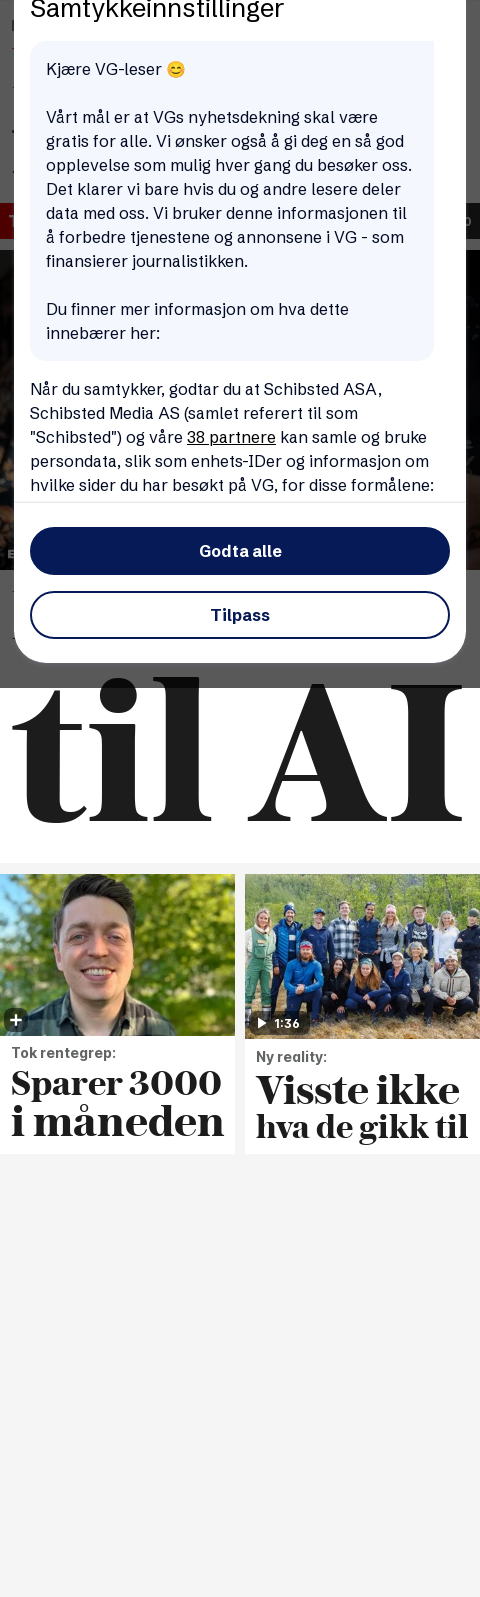 Samtykkeinnstillinger
Kjære VG-leser 😊
Vårt mål er at VGs nyhetsdekning skal være
gratis for alle. Vi ønsker også å gi deg en så god
opplevelse som mulig hver gang du besøker oss.
Det klarer vi bare hvis du og andre lesere deler
data med oss. Vi bruker denne informasjonen til
å forbedre tjenestene og annonsene i VG - som
finansierer journalistikken.
Du finner mer informasjon om hva dette
innebærer her:
Når du samtykker, godtar du at Schibsted ASA,
Schibsted Media AS (samlet referert til som
"Schibsted") og våre 38 partnere kan samle og bruke
persondata, slik som enhets-IDer og informasjon om
hvilke sider du har besøkt på VG, for disse formålene:
Godta alle
Tilpass
til AI
Tok rentegrep:
Sparer 3000
i måneden
1:36
Ny reality:
Visste ikke
hva de gikk til